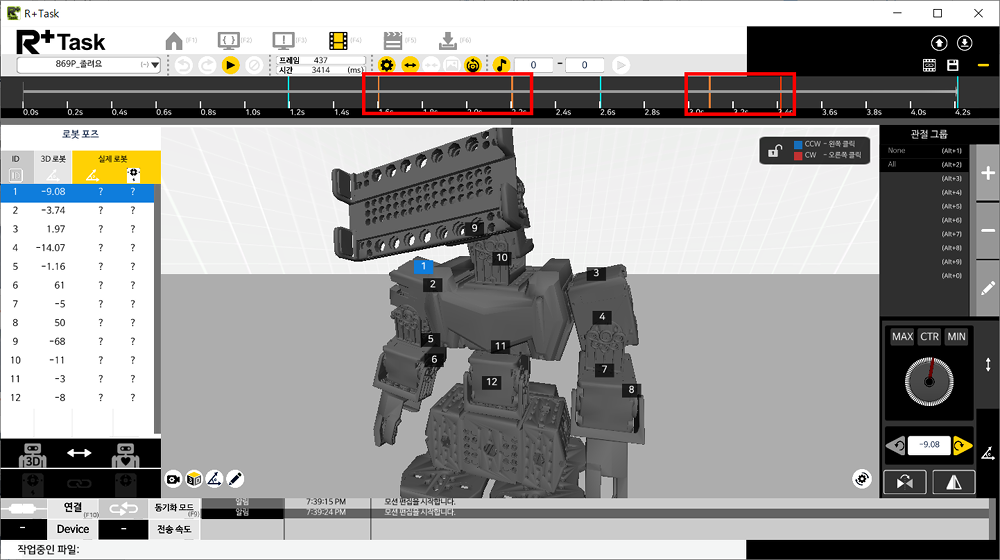 R+Task
R+Task
(F1)
(F2)
(F3)
(F4)
(F5)
(F6)
869P_졸려요
(-)
프레임 437
시간 3414 (ms)
0 - 0
0.0s 0.2s 0.4s 0.6s 0.8s 1.0s 1.2s 1.4s 1.6s 1.8s 2.0s 2.2s 2.4s 2.6s 2.8s 3.0s 3.2s 3.4s 3.6s 3.8s 4.0s 4.2s
로봇 포즈
ID 3D 로봇 실제 로봇
1 -9.08 ? ?
2 -3.74 ? ?
3 1.97 ? ?
4 -14.07 ? ?
5 -1.16 ? ?
6 61 ? ?
7 -5 ? ?
8 50 ? ?
9 -68 ? ?
10 -11 ? ?
11 -3 ? ?
12 -8 ? ?
3D
CCW - 왼쪽 클릭
CW - 오른쪽 클릭
9
10
1
2
3
4
5
6
11
12
7
8
3D
관절 그룹
None (Alt+1)
All (Alt+2)
(Alt+3)
(Alt+4)
(Alt+5)
(Alt+6)
(Alt+7)
(Alt+8)
(Alt+9)
(Alt+0)
MAX CTR MIN
-9.08
연결 (F10)
동기화 모드 (F9)
- Device - 전송 속도
알림 7:39:15 PM 모션 편집을 시작합니다.
알림 7:39:24 PM 모션 편집을 시작합니다.
작업중인 파일: